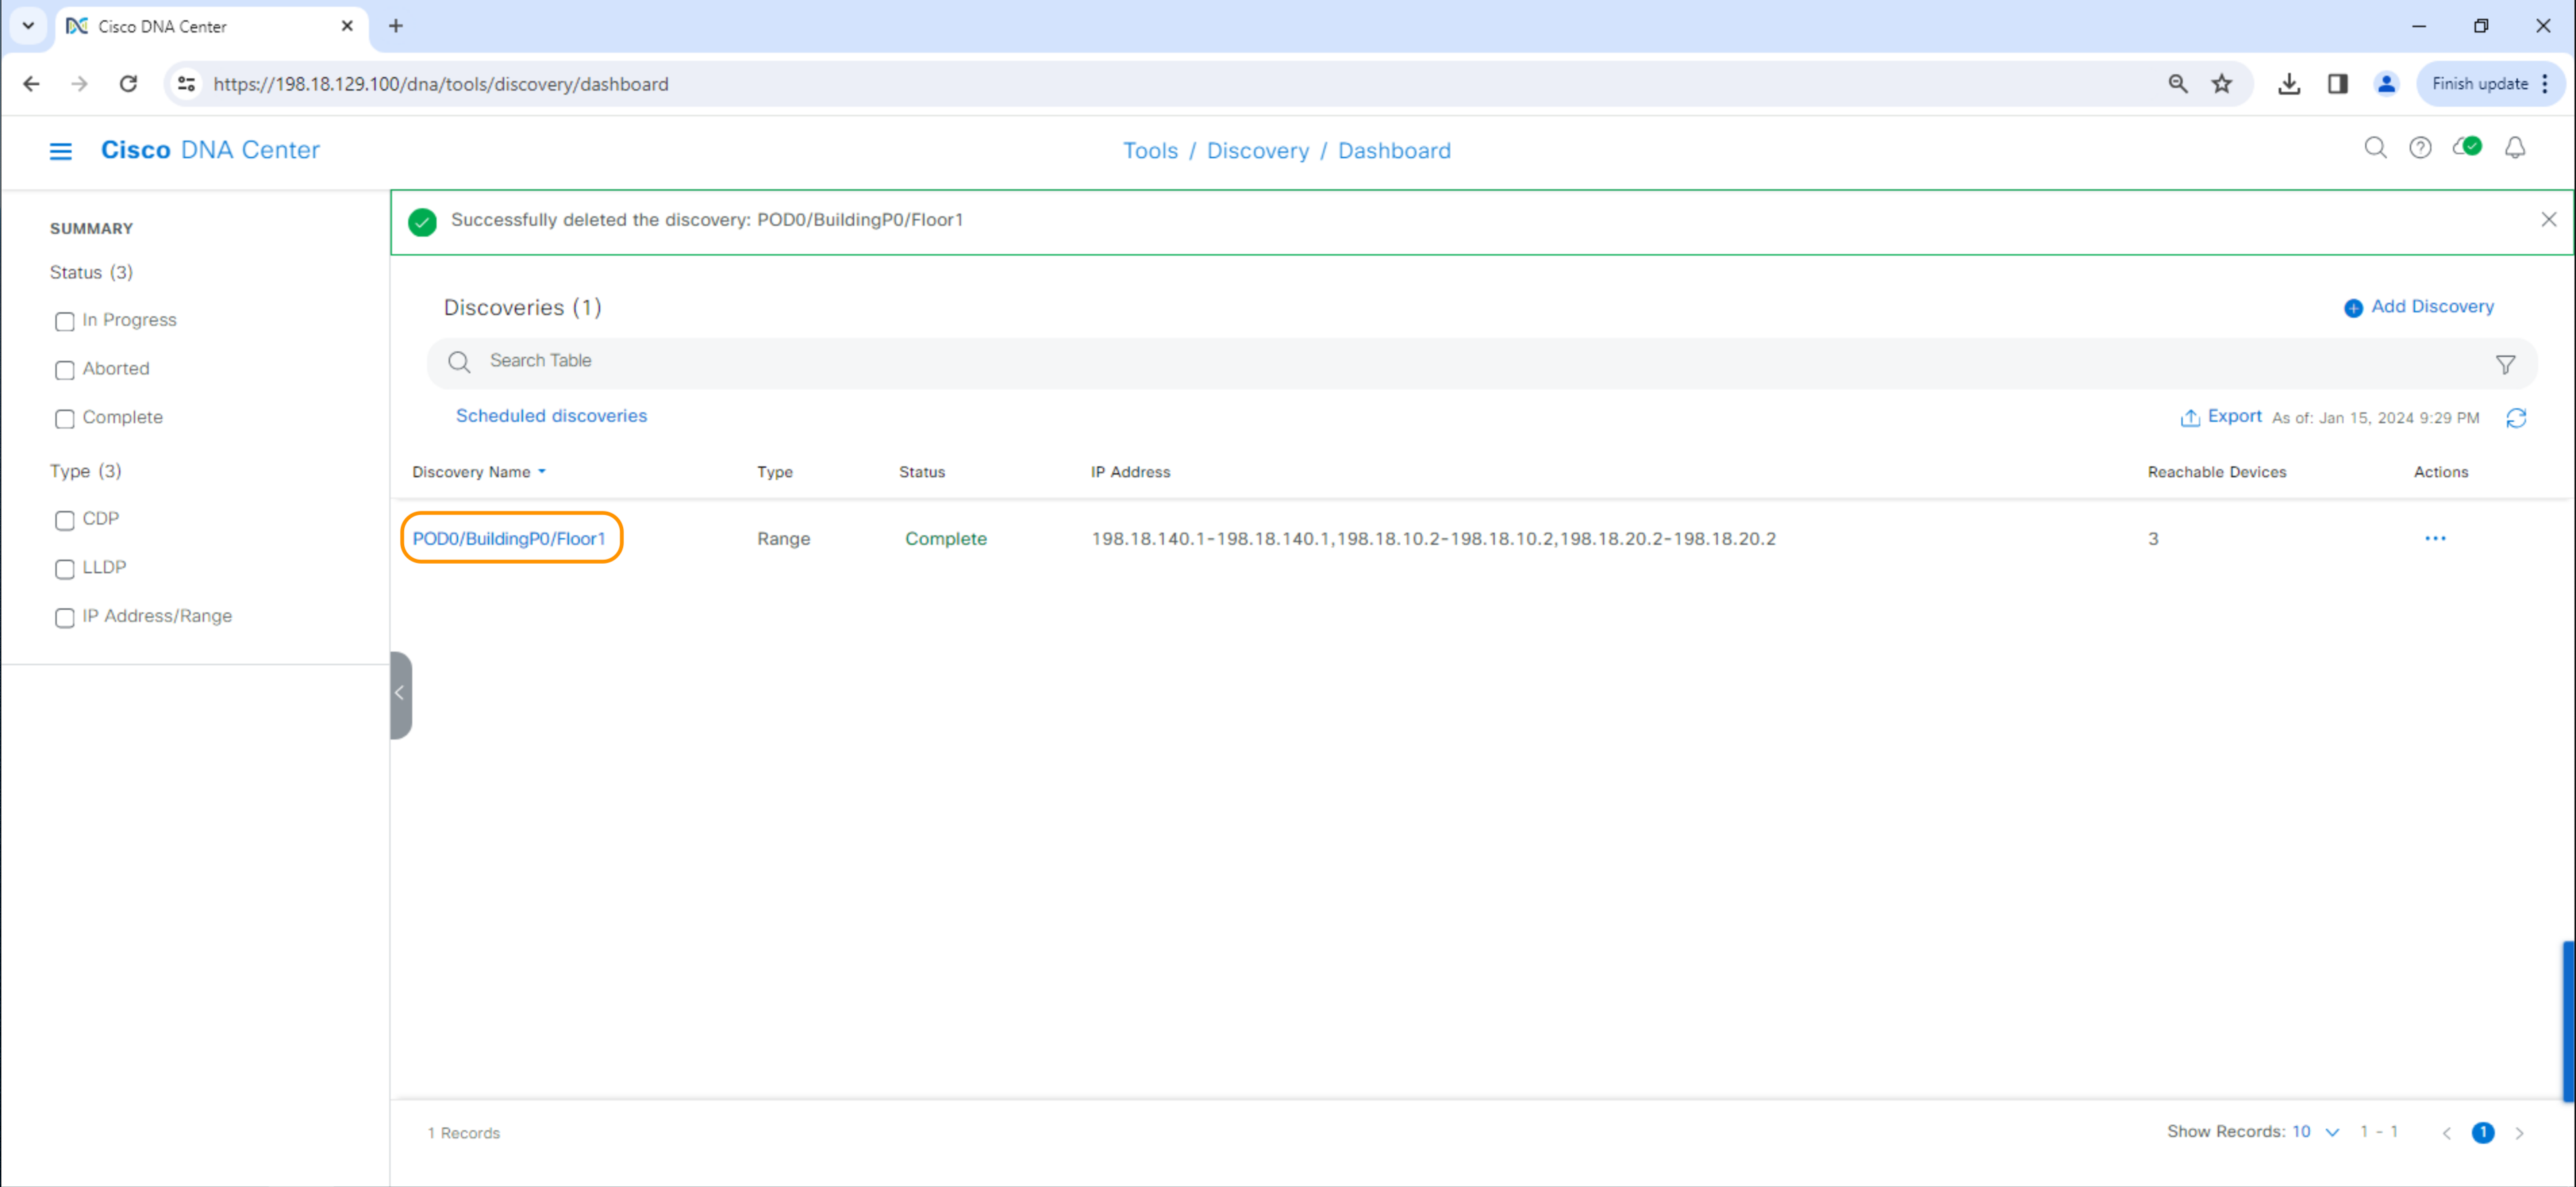 Cisco DNA Center
https://198.18.129.100/dna/tools/discovery/dashboard
Finish update
Cisco DNA Center
Tools / Discovery / Dashboard
SUMMARY
Status (3)
In Progress
Aborted
Complete
Type (3)
CDP
LLDP
IP Address/Range
Successfully deleted the discovery: POD0/BuildingP0/Floor1
Discoveries (1)
Add Discovery
Search Table
Scheduled discoveries
Export As of: Jan 15, 2024 9:29 PM
Discovery Name Type Status IP Address Reachable Devices Actions
POD0/BuildingP0/Floor1 Range Complete 198.18.140.1-198.18.140.1,198.18.10.2-198.18.10.2,198.18.20.2-198.18.20.2 3
1 Records
Show Records: 10 1 - 1 1